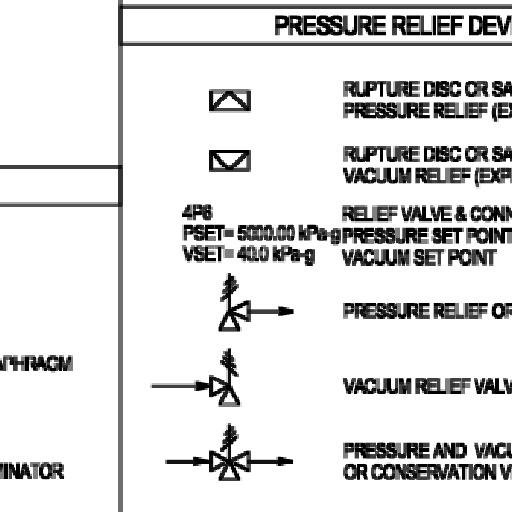 PRESSURE RELIEF DEVI
RUPTURE DISC OR SA
PRESSURE RELIEF (EX
RUPTURE DISC OR SA
VACUUM RELIEF (EXP
4P6 RELIEF VALVE & CONN
PSET= 5000.00 kPa-g PRESSURE SET POINT
VSET= 40.0 kPa-g VACUUM SET POINT
PRESSURE RELIEF OR
APHRAGM
VACUUM RELIEF VALV
PRESSURE AND VACU
MINATOR OR CONSERVATION V